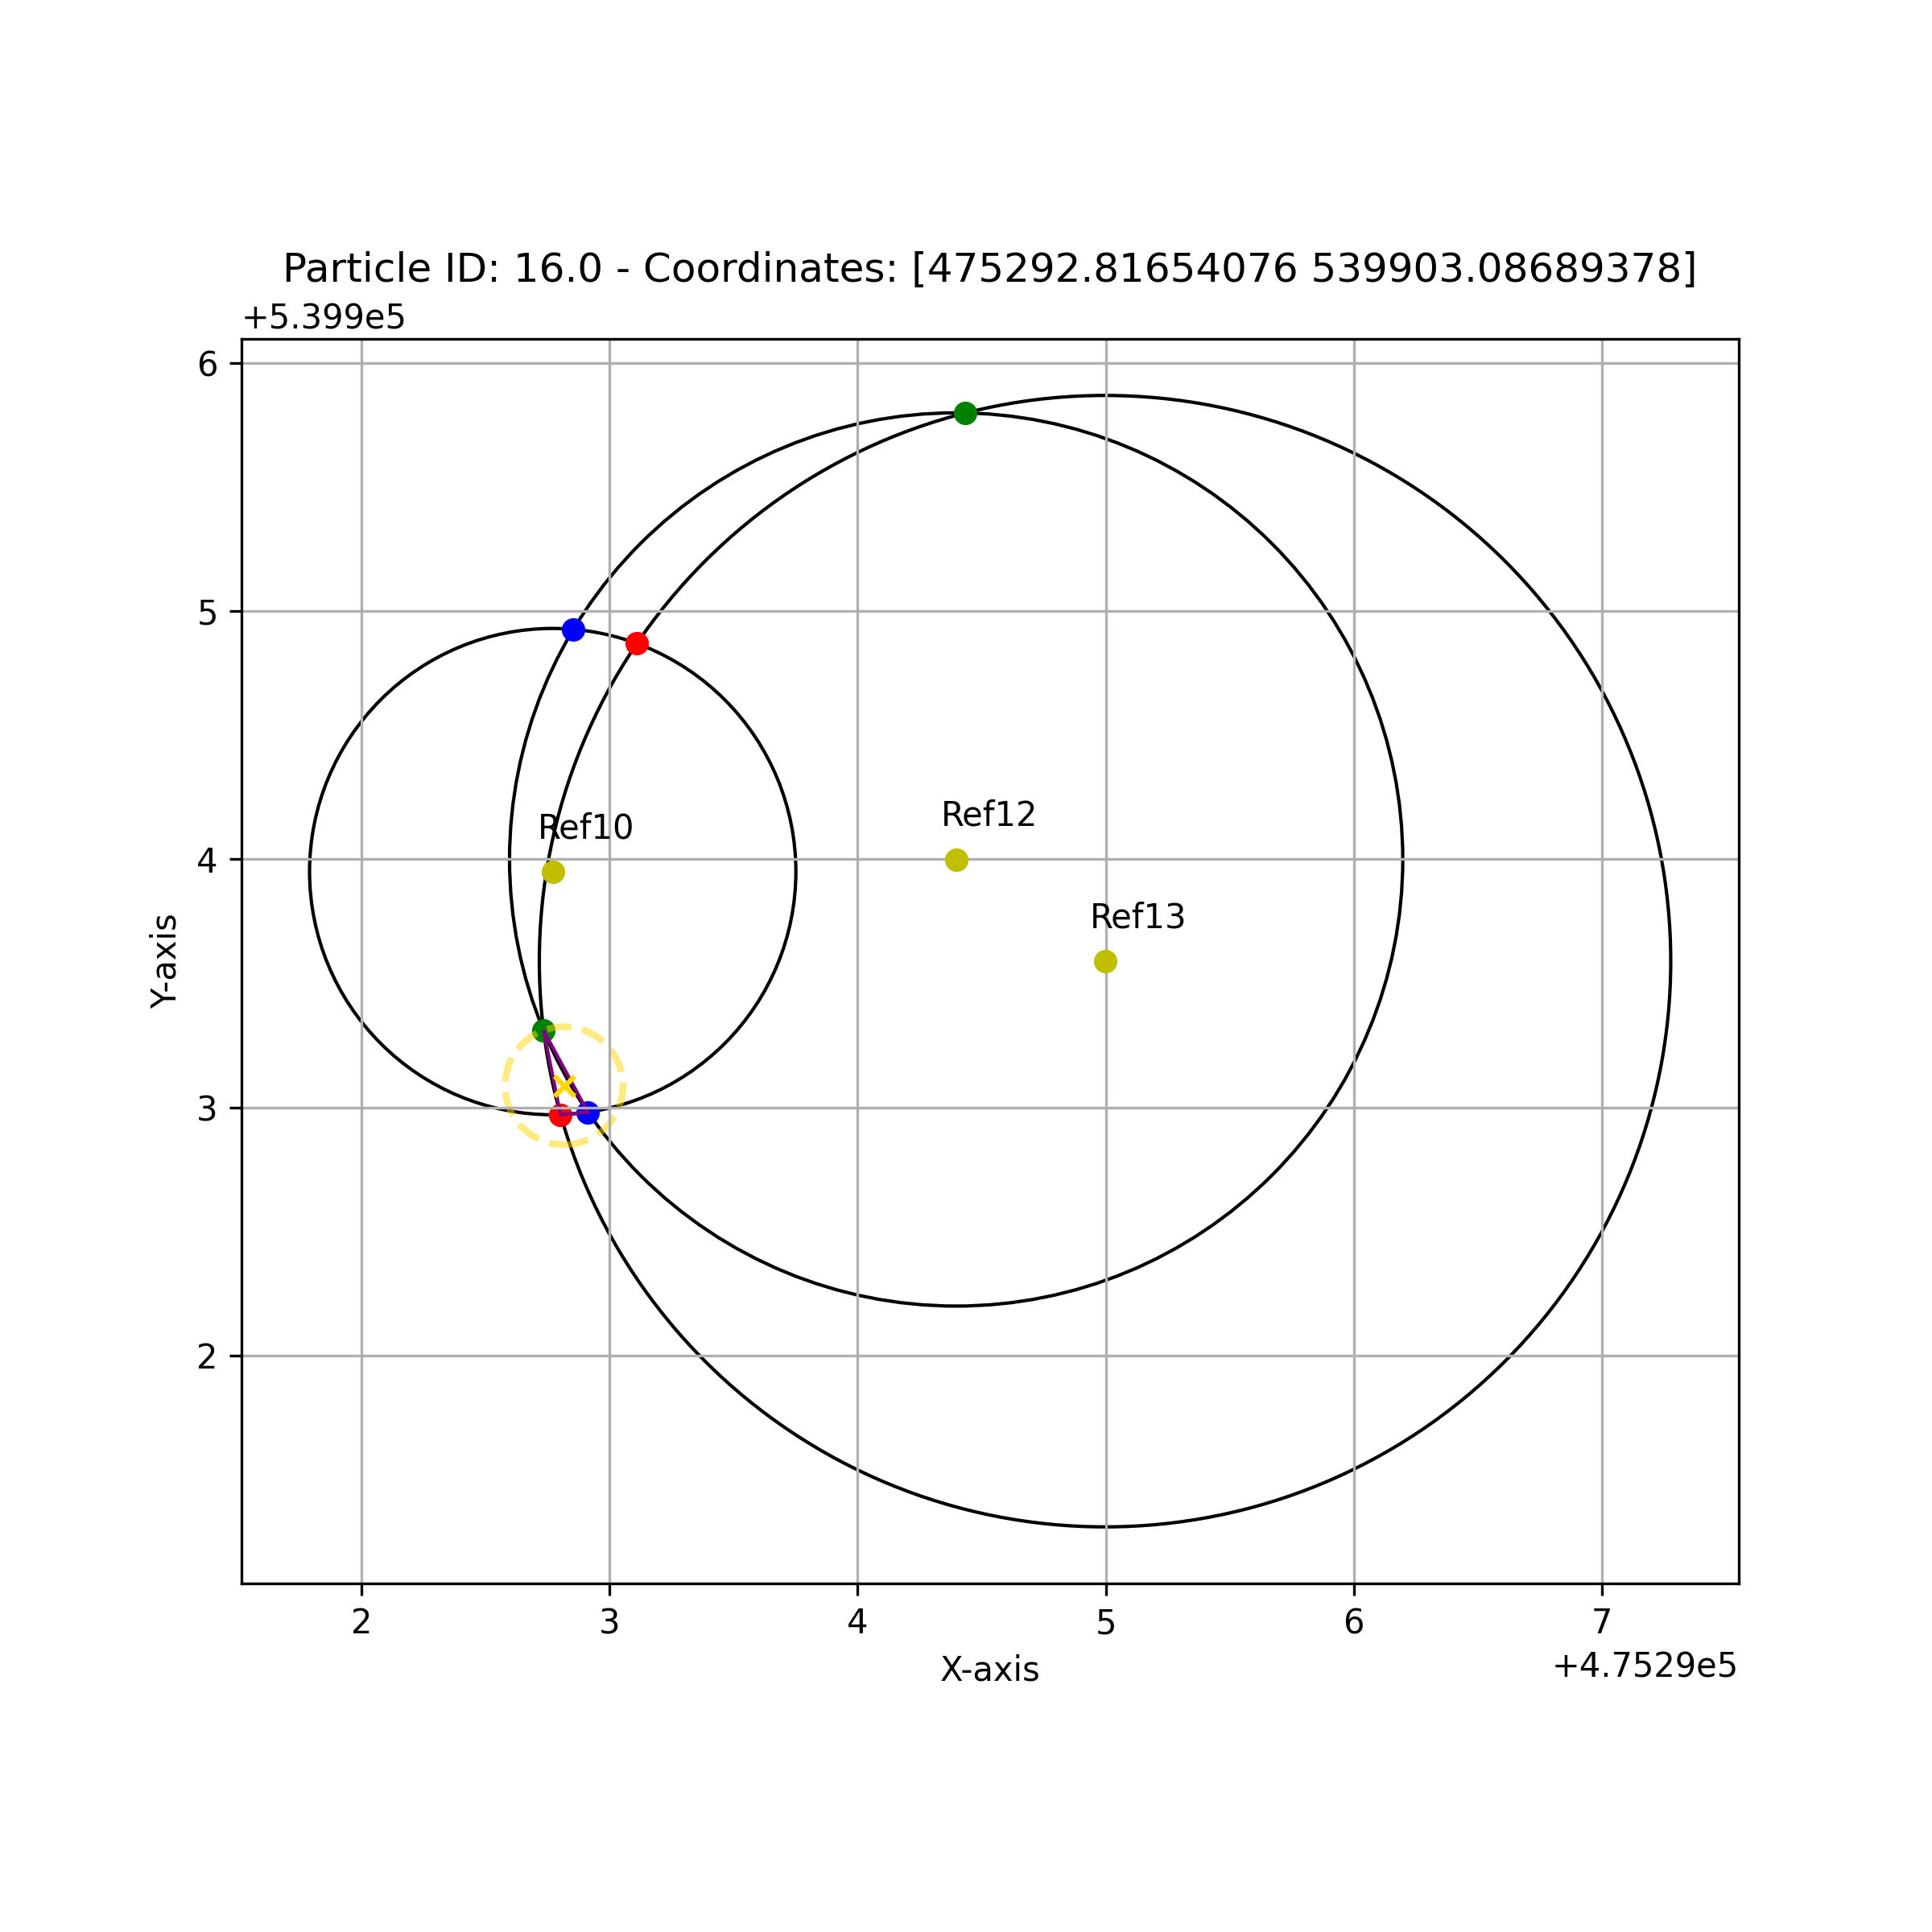 Particle ID: 16.0 - Coordinates: [475292.81654076 539903.08689378]
+5.399e5
6
5
4
3
2
Y-axis
Ref10
Ref12
Ref13
2 3 4 5 6 7
X-axis
+4.7529e5